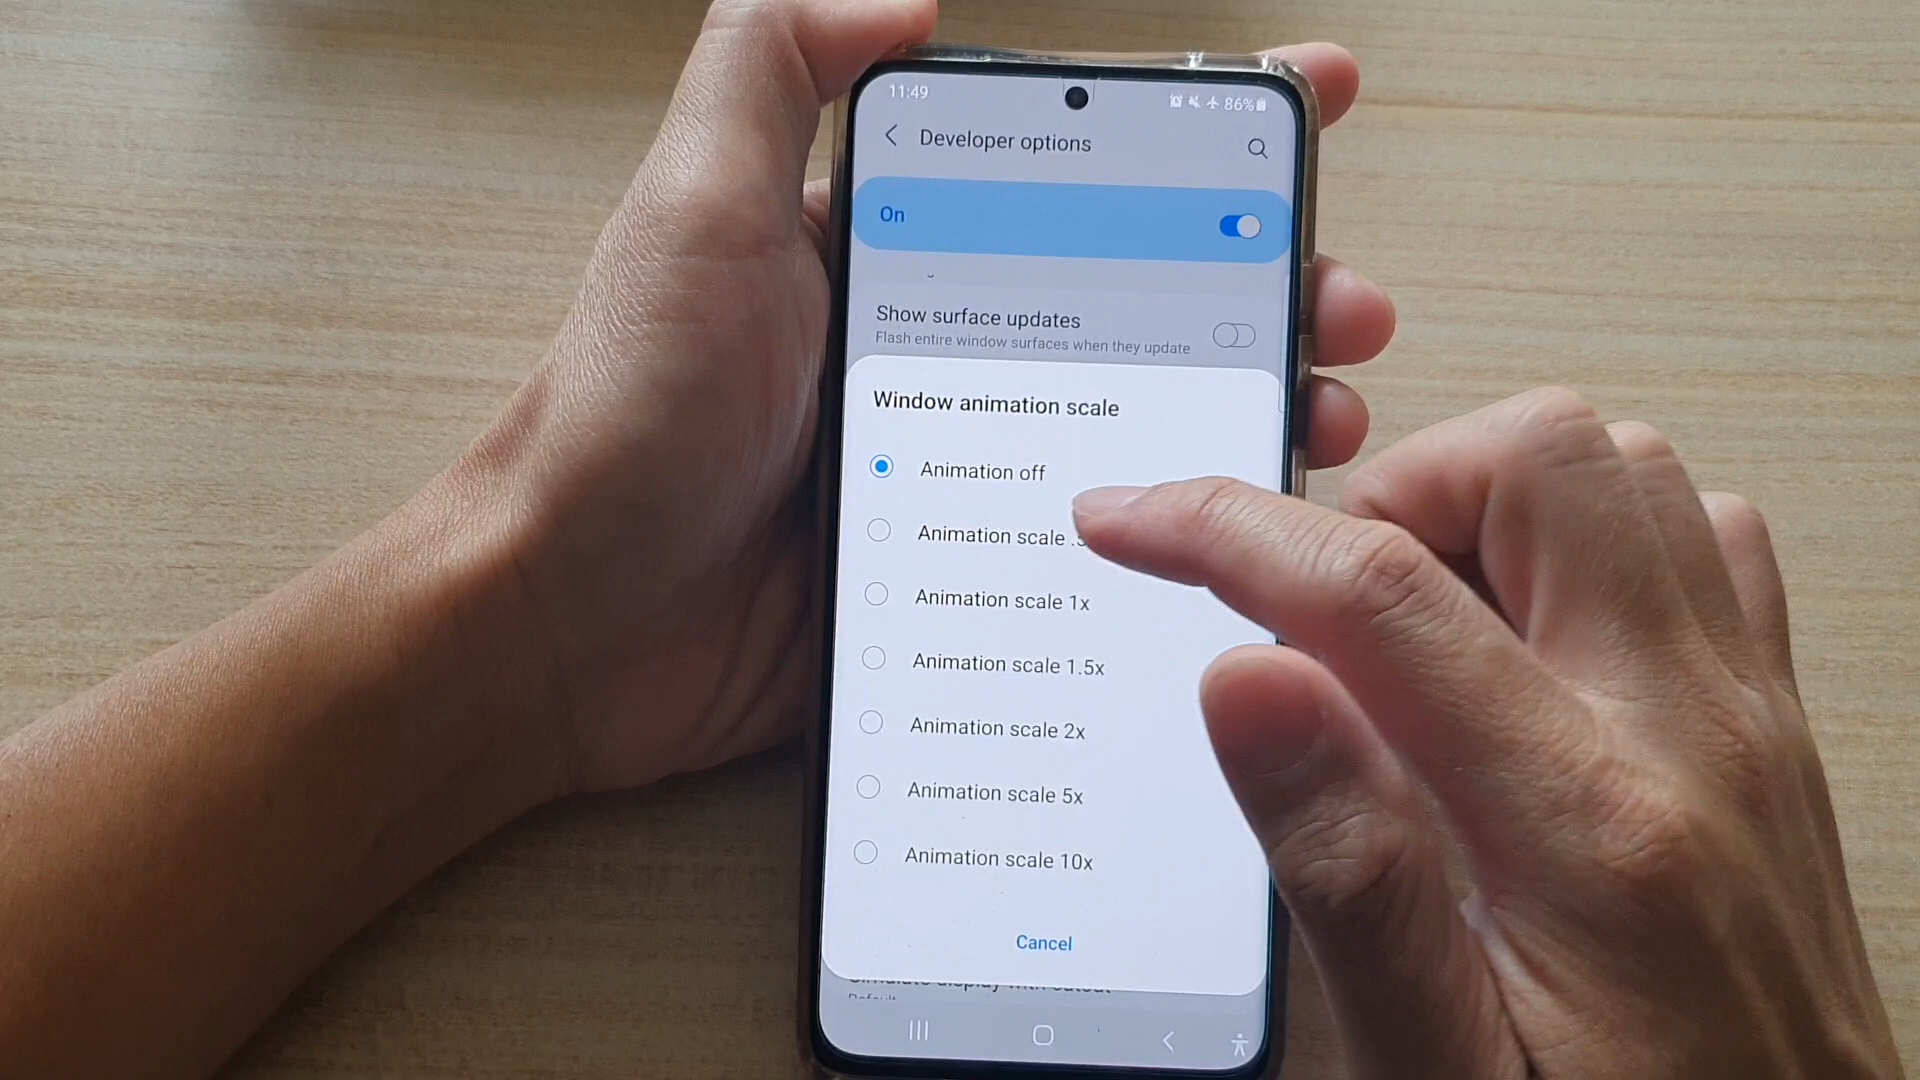 11:49
86%
Developer options
On
Show surface updates
Flash entire window surfaces when they update
Window animation scale
Animation off
Animation scale
Animation scale 1x
Animation scale 1.5x
Animation scale 2x
Animation scale 5x
Animation scale 10x
Cancel